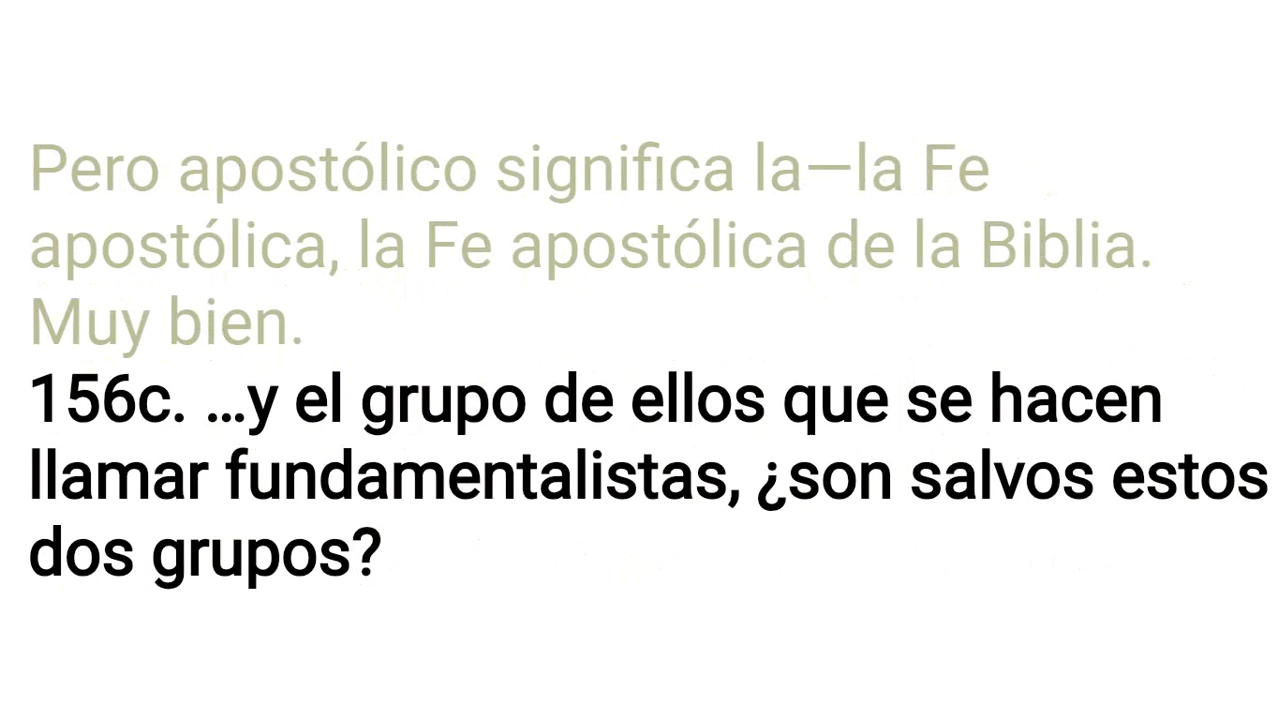 Pero apostólico significa la—la Fe
apostólica, la Fe apostólica de la Biblia.
Muy bien.
156c. ...y el grupo de ellos que se hacen
llamar fundamentalistas, ¿son salvos estos
dos grupos?